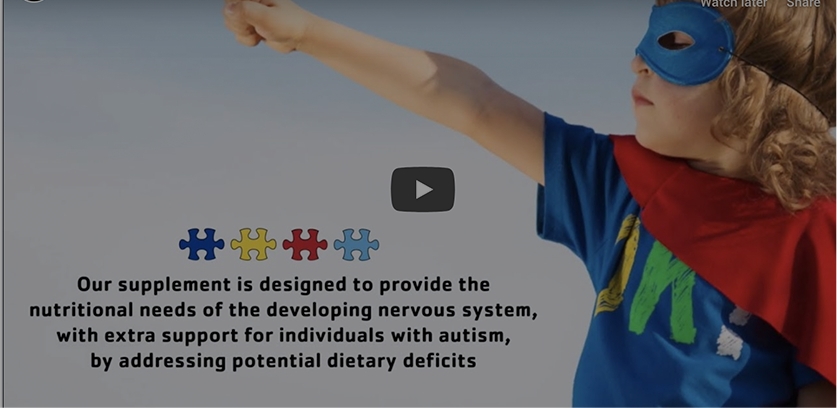 Watch later Share
Our supplement is designed to provide the
nutritional needs of the developing nervous system,
with extra support for individuals with autism,
by addressing potential dietary deficits